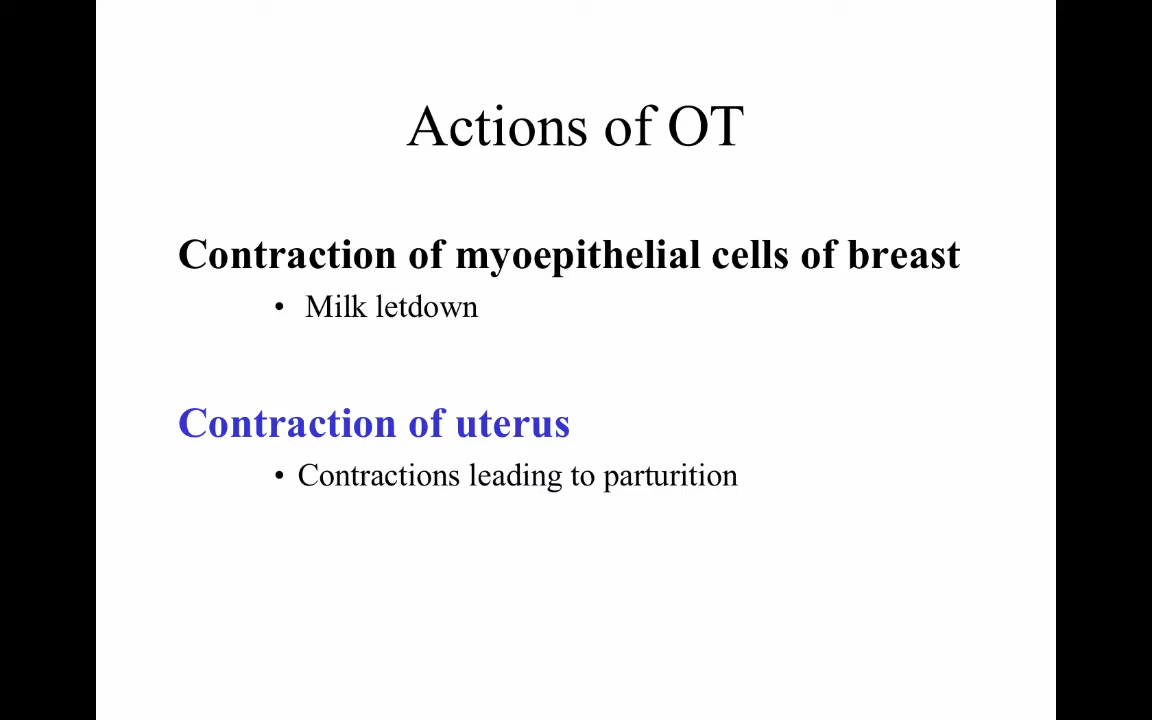 Actions of OT
Contraction of myoepithelial cells of breast
• Milk letdown
Contraction of uterus
• Contractions leading to parturition